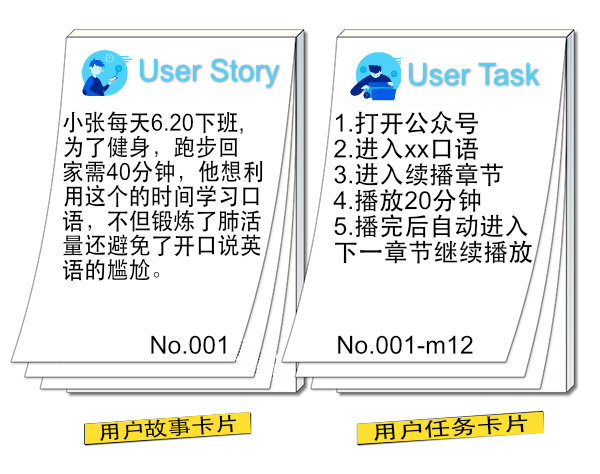 User Story
小张每天6.20下班,
为了健身，跑步回
家需40分钟，他想利
用这个的时间学习口
语，不但锻炼了肺活
量还避免了开口说英
语的尴尬。
No.001
用户故事卡片
User Task
1.打开公众号
2.进入xx口语
3.进入续播章节
4.播放20分钟
5.播完后自动进入
下一章节继续播放
No.001-m12
用户任务卡片